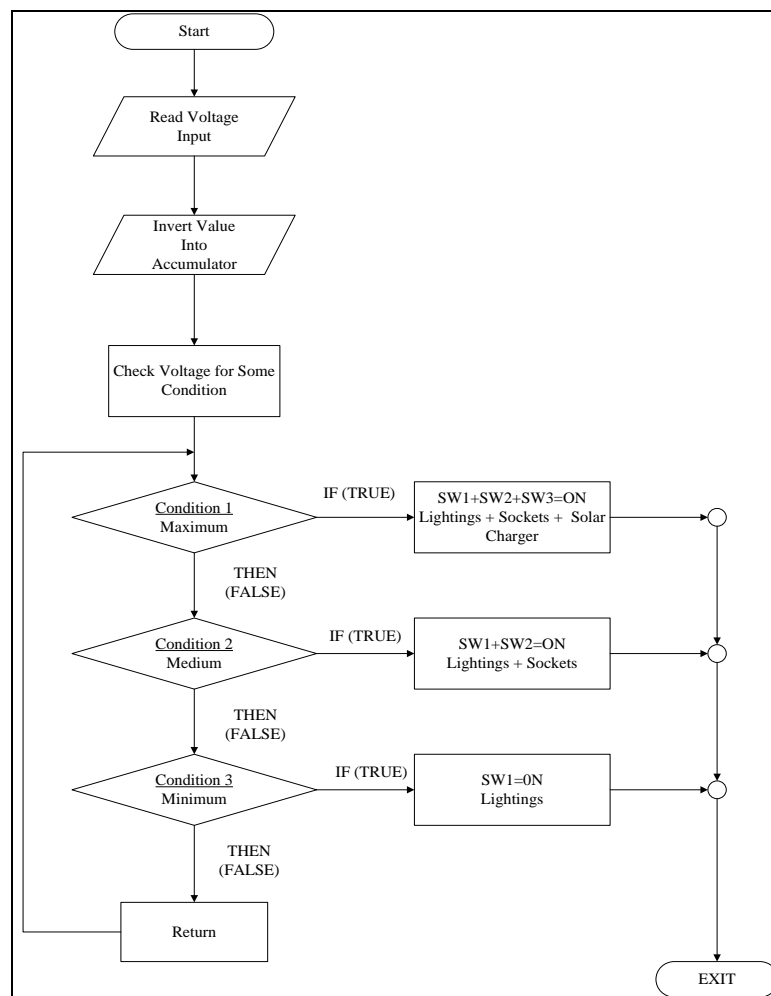 Start
Read Voltage
Input
Invert Value
Into
Accumulator
Check Voltage for Some
Condition
Condition 1
Maximum
IF (TRUE)
SW1+SW2+SW3=ON
Lightings + Sockets + Solar
Charger
THEN
(FALSE)
Condition 2
Medium
IF (TRUE)
SW1+SW2=ON
Lightings + Sockets
THEN
(FALSE)
Condition 3
Minimum
IF (TRUE)
SW1=0N
Lightings
THEN
(FALSE)
Return
EXIT